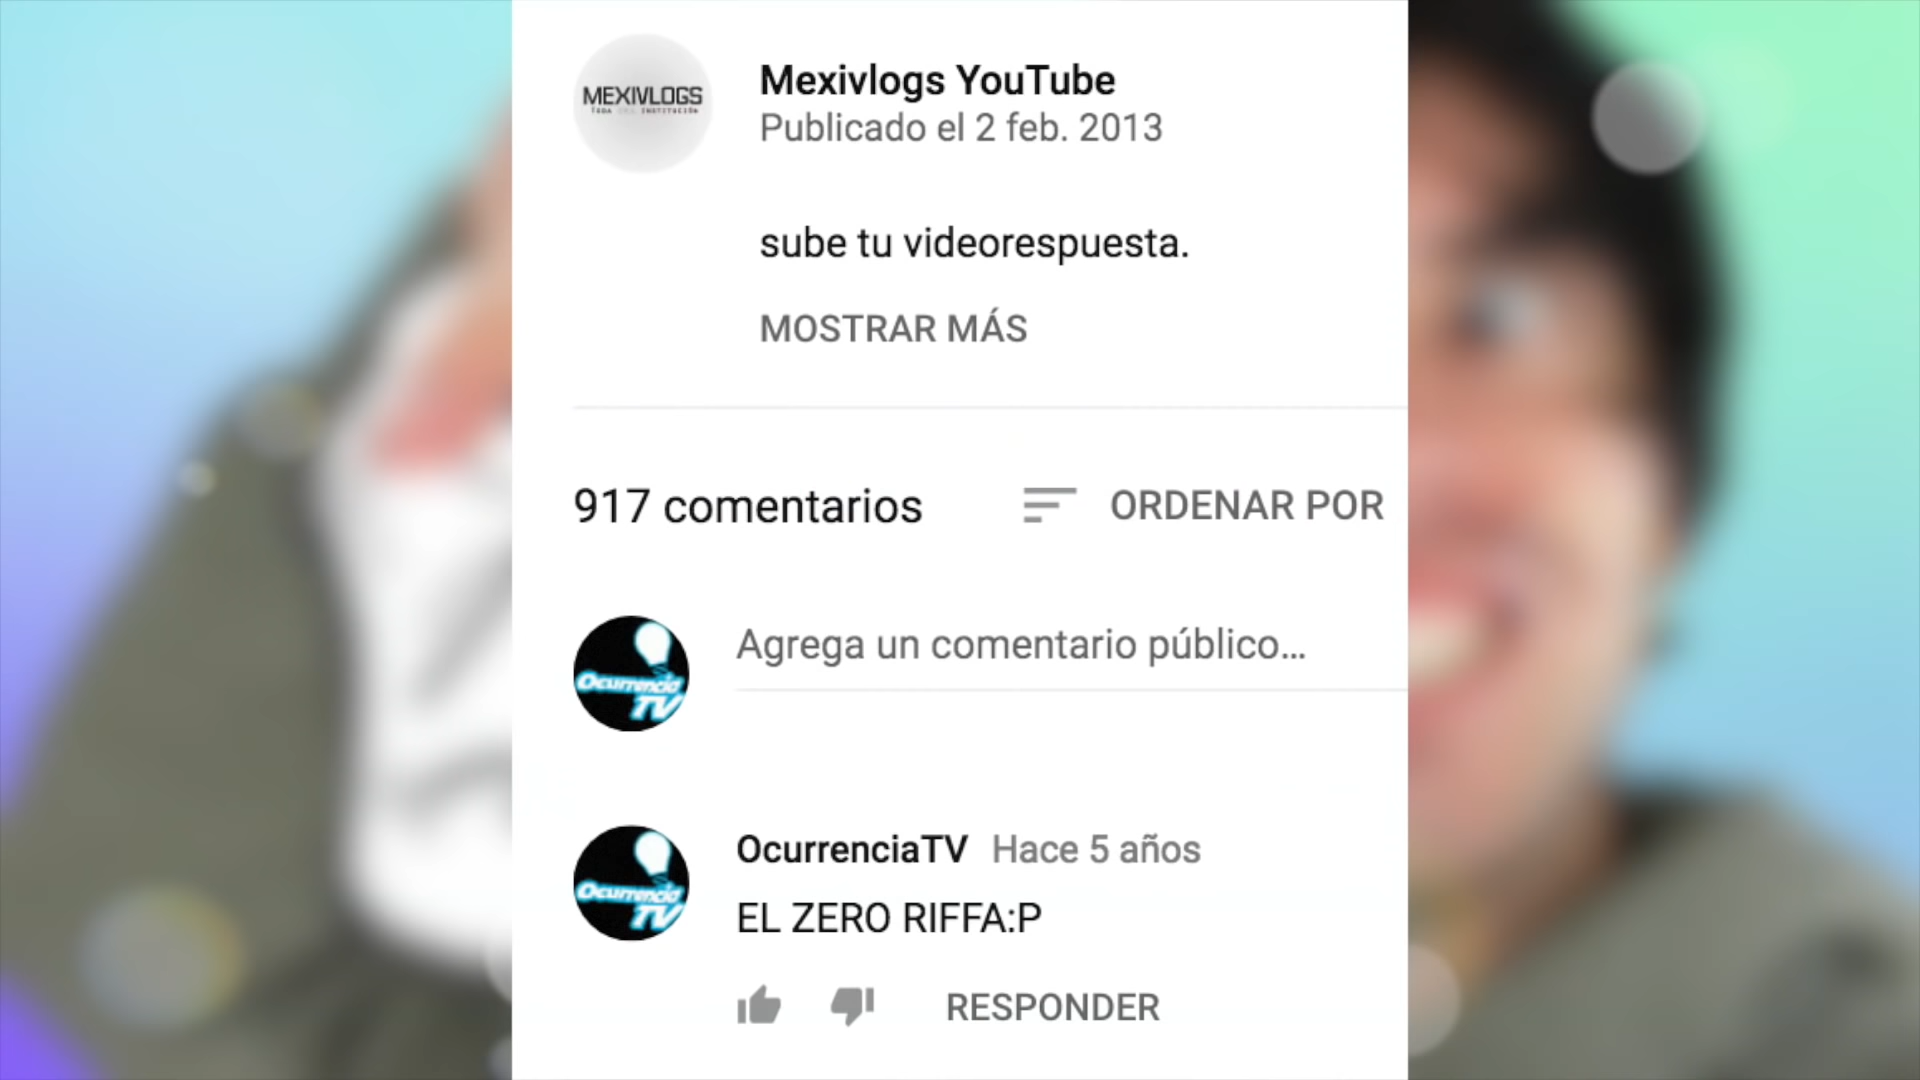 MEXIVLOGS
Mexivlogs YouTube
Publicado el 2 feb. 2013
sube tu videorespuesta.
MOSTRAR MÁS
917 comentarios
ORDENAR POR
Ocurrencia
TV
Agrega un comentario público...
Ocurrencia
TV
OcurrenciaTV Hace 5 años
EL ZERO RIFFA:P
RESPONDER